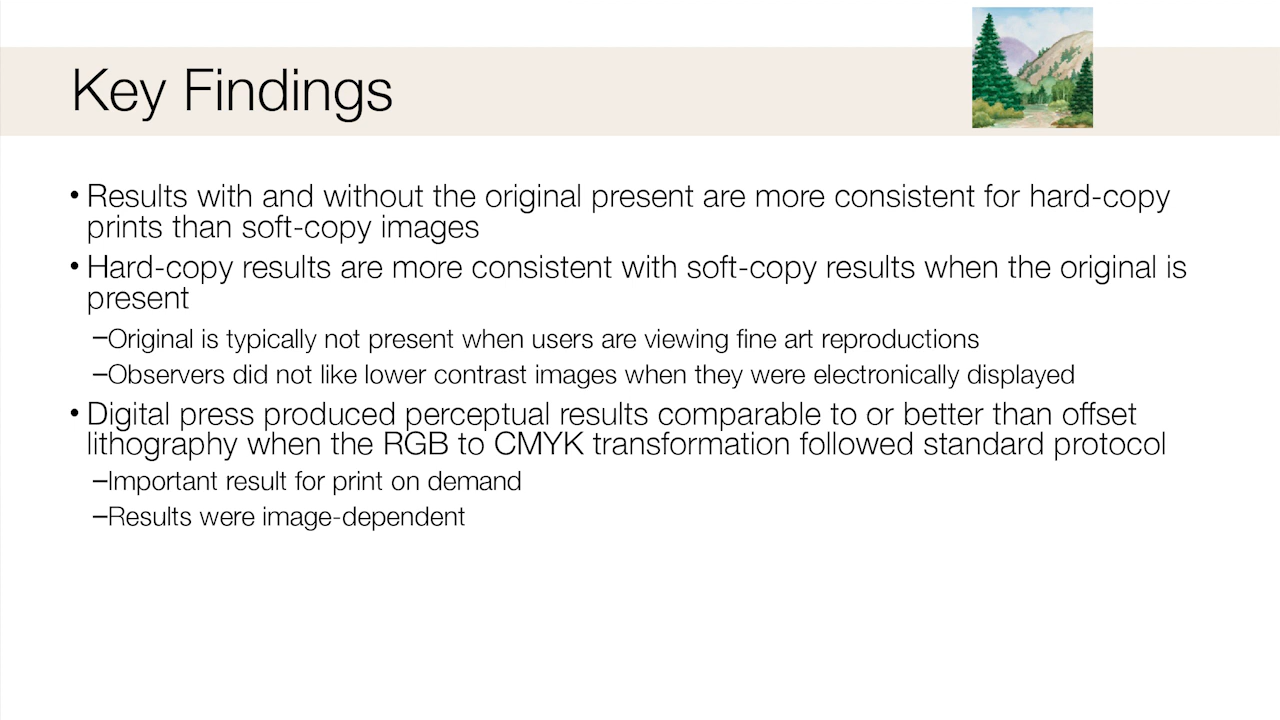 Key Findings
• Results with and without the original present are more consistent for hard-copy
prints than soft-copy images
• Hard-copy results are more consistent with soft-copy results when the original is
present
–Original is typically not present when users are viewing fine art reproductions
–Observers did not like lower contrast images when they were electronically displayed
• Digital press produced perceptual results comparable to or better than offset
lithography when the RGB to CMYK transformation followed standard protocol
–Important result for print on demand
–Results were image-dependent